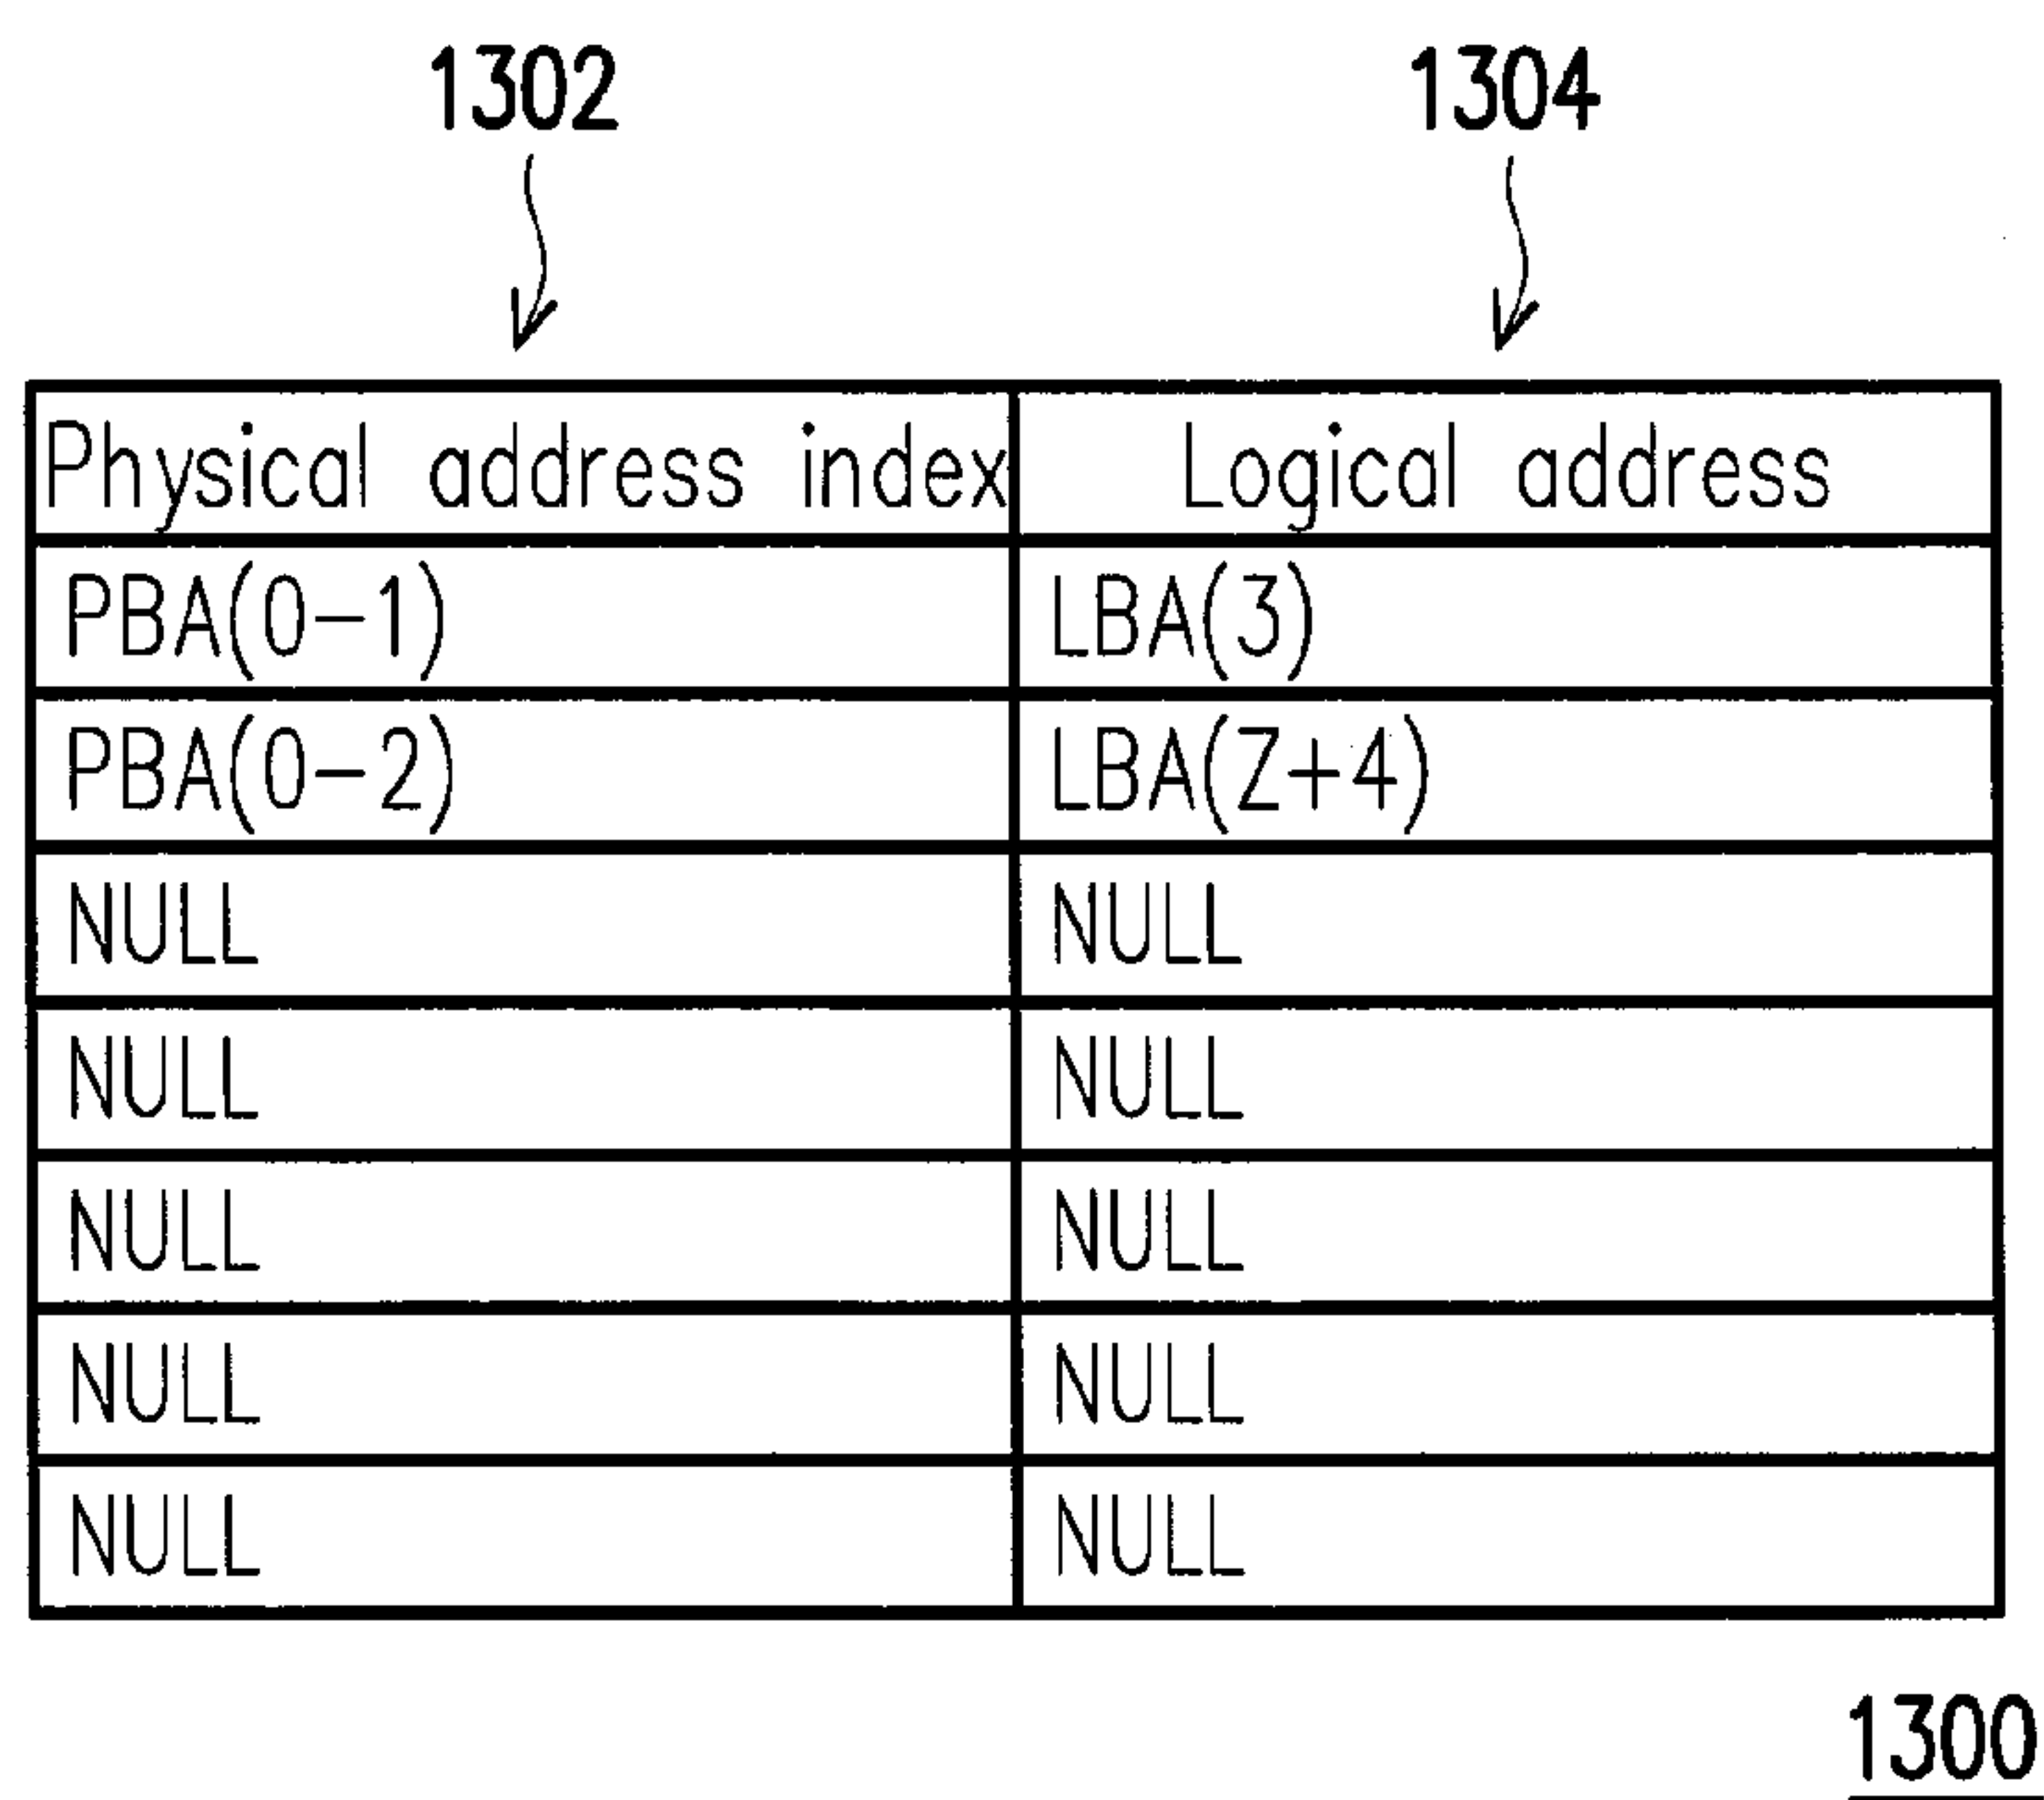 1302 1304
Physical address index Logical address
PBA(0-1) LBA(3)
PBA(0-2) LBA(Z+4)
NULL NULL
NULL NULL
NULL NULL
NULL NULL
NULL NULL
1300